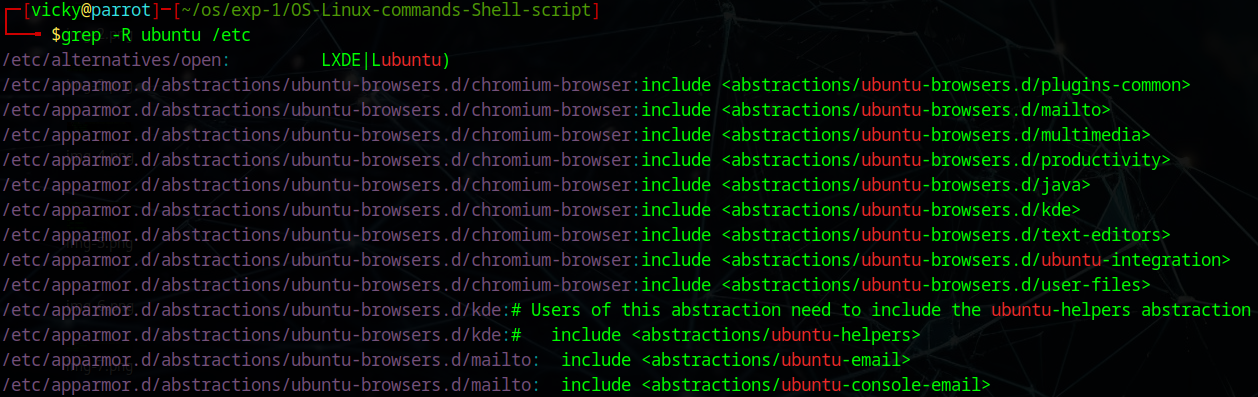 ┌─[vicky@parrot]─[~/os/exp-1/OS-Linux-commands-Shell-script]
└──╼ $grep -R ubuntu /etc
/etc/alternatives/open:         LXDE|Lubuntu)
/etc/apparmor.d/abstractions/ubuntu-browsers.d/chromium-browser:include <abstractions/ubuntu-browsers.d/plugins-common>
/etc/apparmor.d/abstractions/ubuntu-browsers.d/chromium-browser:include <abstractions/ubuntu-browsers.d/mailto>
/etc/apparmor.d/abstractions/ubuntu-browsers.d/chromium-browser:include <abstractions/ubuntu-browsers.d/multimedia>
/etc/apparmor.d/abstractions/ubuntu-browsers.d/chromium-browser:include <abstractions/ubuntu-browsers.d/productivity>
/etc/apparmor.d/abstractions/ubuntu-browsers.d/chromium-browser:include <abstractions/ubuntu-browsers.d/java>
/etc/apparmor.d/abstractions/ubuntu-browsers.d/chromium-browser:include <abstractions/ubuntu-browsers.d/kde>
/etc/apparmor.d/abstractions/ubuntu-browsers.d/chromium-browser:include <abstractions/ubuntu-browsers.d/text-editors>
/etc/apparmor.d/abstractions/ubuntu-browsers.d/chromium-browser:include <abstractions/ubuntu-browsers.d/ubuntu-integration>
/etc/apparmor.d/abstractions/ubuntu-browsers.d/chromium-browser:include <abstractions/ubuntu-browsers.d/user-files>
/etc/apparmor.d/abstractions/ubuntu-browsers.d/kde:# Users of this abstraction need to include the ubuntu-helpers abstraction
/etc/apparmor.d/abstractions/ubuntu-browsers.d/kde:#   include <abstractions/ubuntu-helpers>
/etc/apparmor.d/abstractions/ubuntu-browsers.d/mailto:  include <abstractions/ubuntu-email>
/etc/apparmor.d/abstractions/ubuntu-browsers.d/mailto:  include <abstractions/ubuntu-console-email>